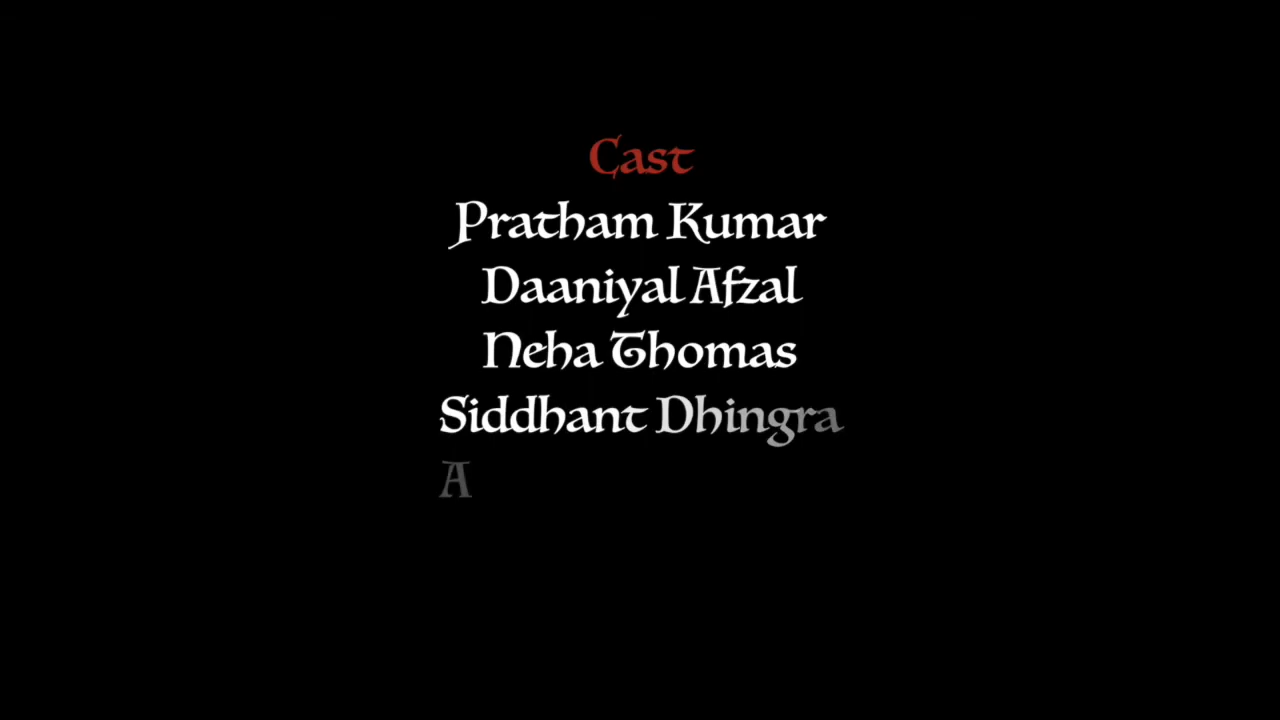 Cast
Pratham Kumar
Daaniyal Afzal
Neha Thomas
Siddhant Dhingra
A